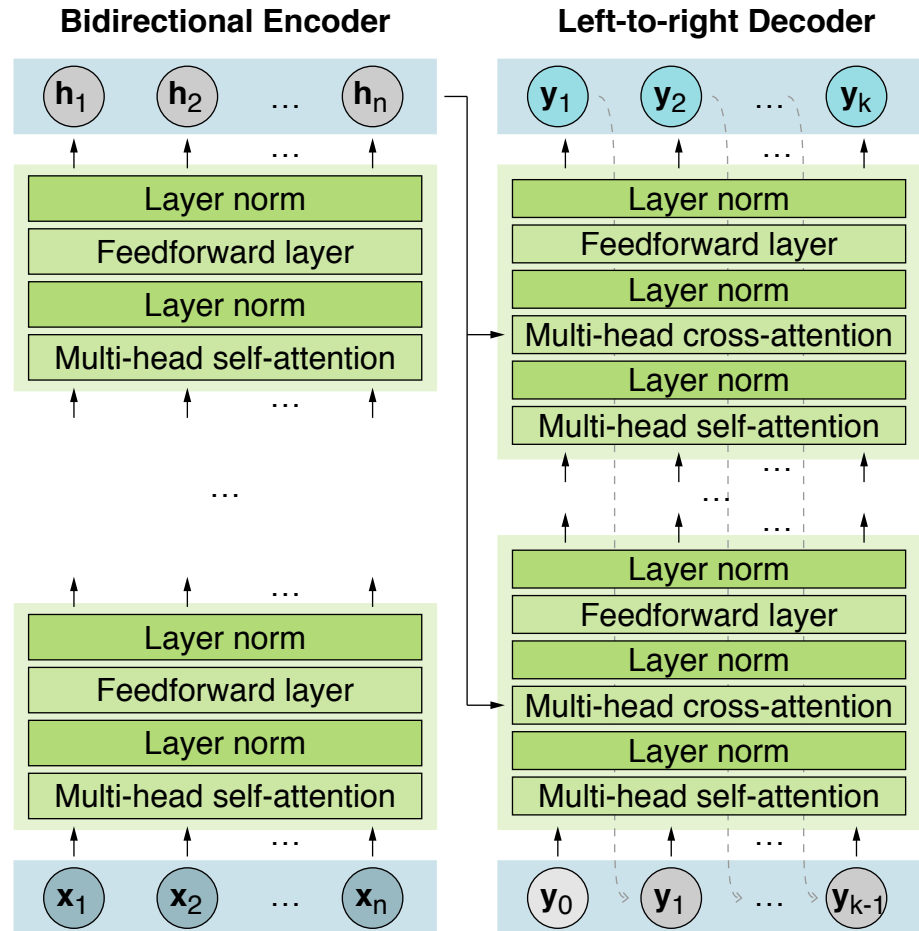 Bidirectional Encoder
h1 h2 ... hn
...
Layer norm
Feedforward layer
Layer norm
Multi-head self-attention
...
...
...
Layer norm
Feedforward layer
Layer norm
Multi-head self-attention
...
x1 x2 ... xn
Left-to-right Decoder
y1 y2 ... yk
...
Layer norm
Feedforward layer
Layer norm
Multi-head cross-attention
Layer norm
Multi-head self-attention
...
...
...
Layer norm
Feedforward layer
Layer norm
Multi-head cross-attention
Layer norm
Multi-head self-attention
...
y0 y1 ... yk-1